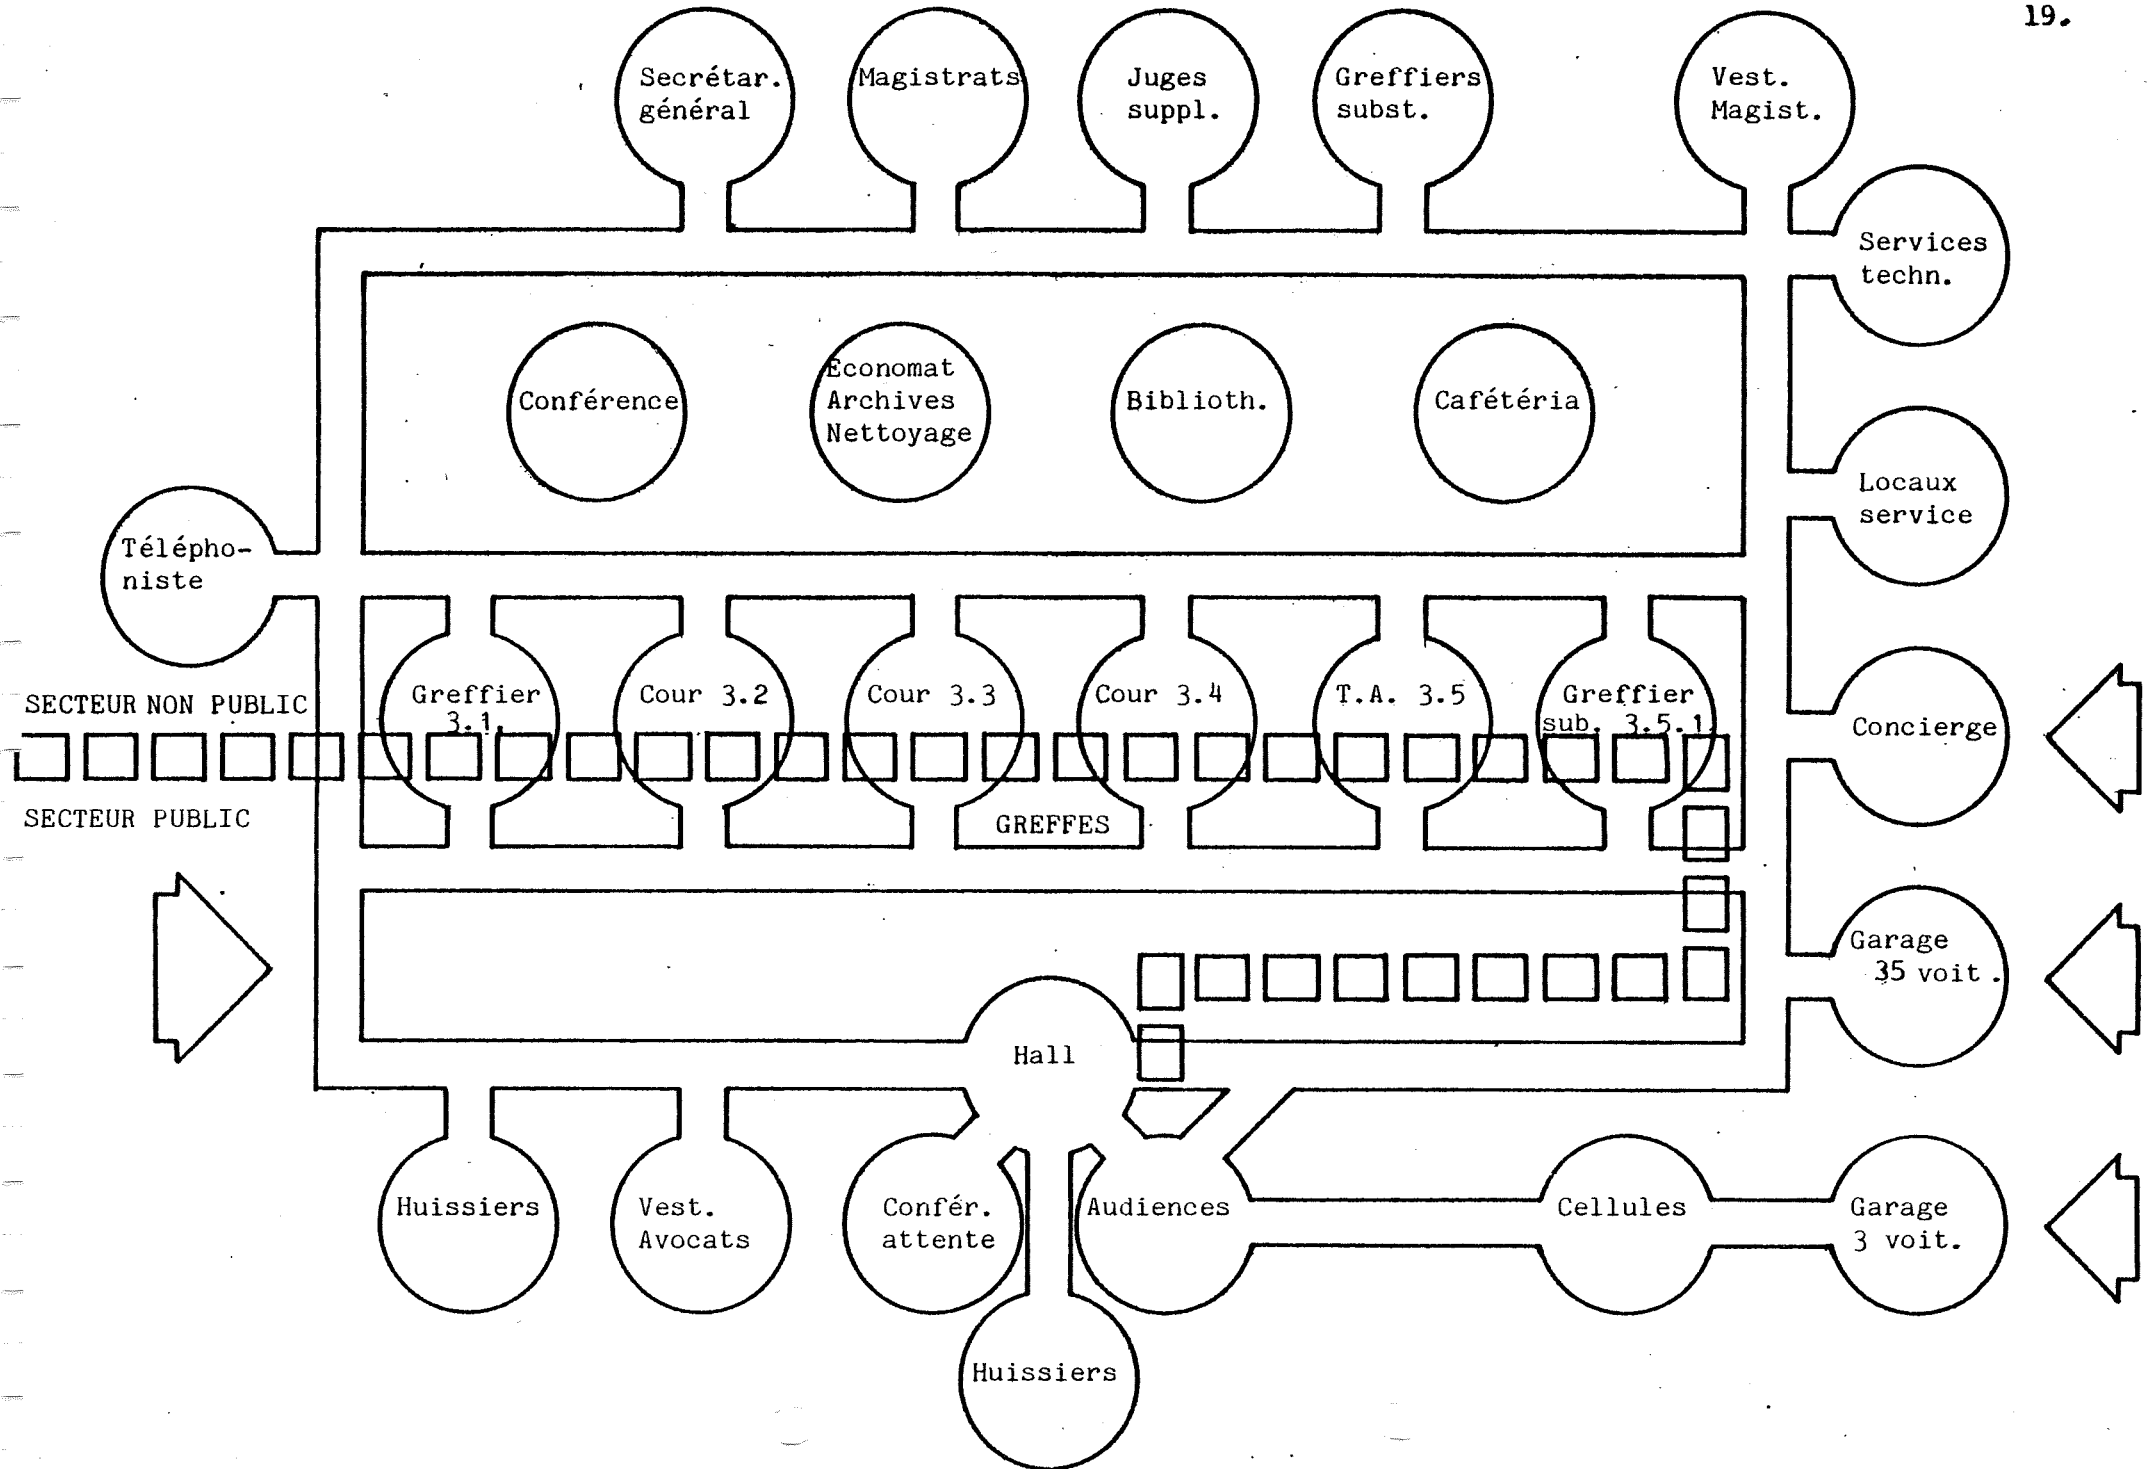 19.
Secrétar.
général
Magistrats
Juges
suppl.
Greffiers
subst.
Vest.
Magist.
Services
techn.
Conférence
Economat
Archives
Nettoyage
Biblioth.
Cafétéria
Locaux
service
Télépho-
niste
SECTEUR NON PUBLIC
Greffier
3.1.
Cour 3.2
Cour 3.3
Cour 3.4
T.A. 3.5
Greffier
sub. 3.5.1
Concierge
SECTEUR PUBLIC
GREFFES
Garage
35 voit.
Hall
Huissiers
Vest.
Avocats
Confér.
attente
Audiences
Cellules
Garage
3 voit.
Huissiers